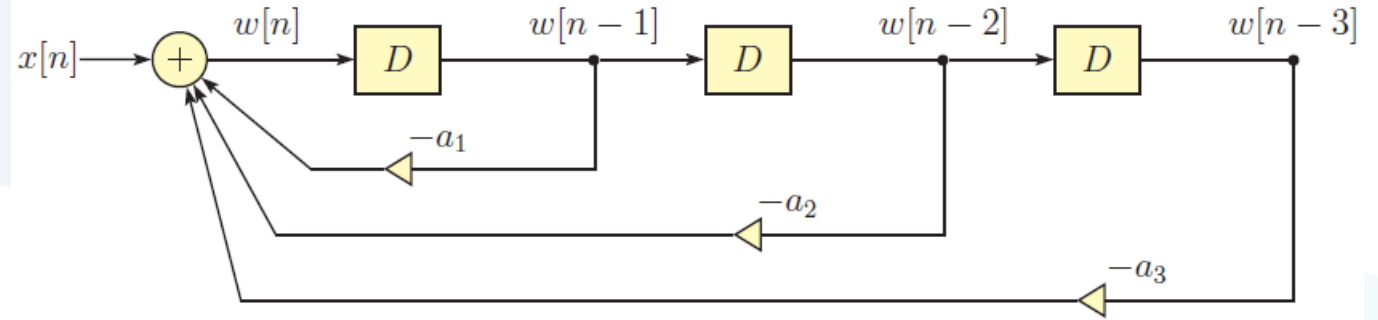 w[n] w[n − 1] w[n − 2] w[n − 3]
x[n] + D D D
−a₁
−a₂
−a₃